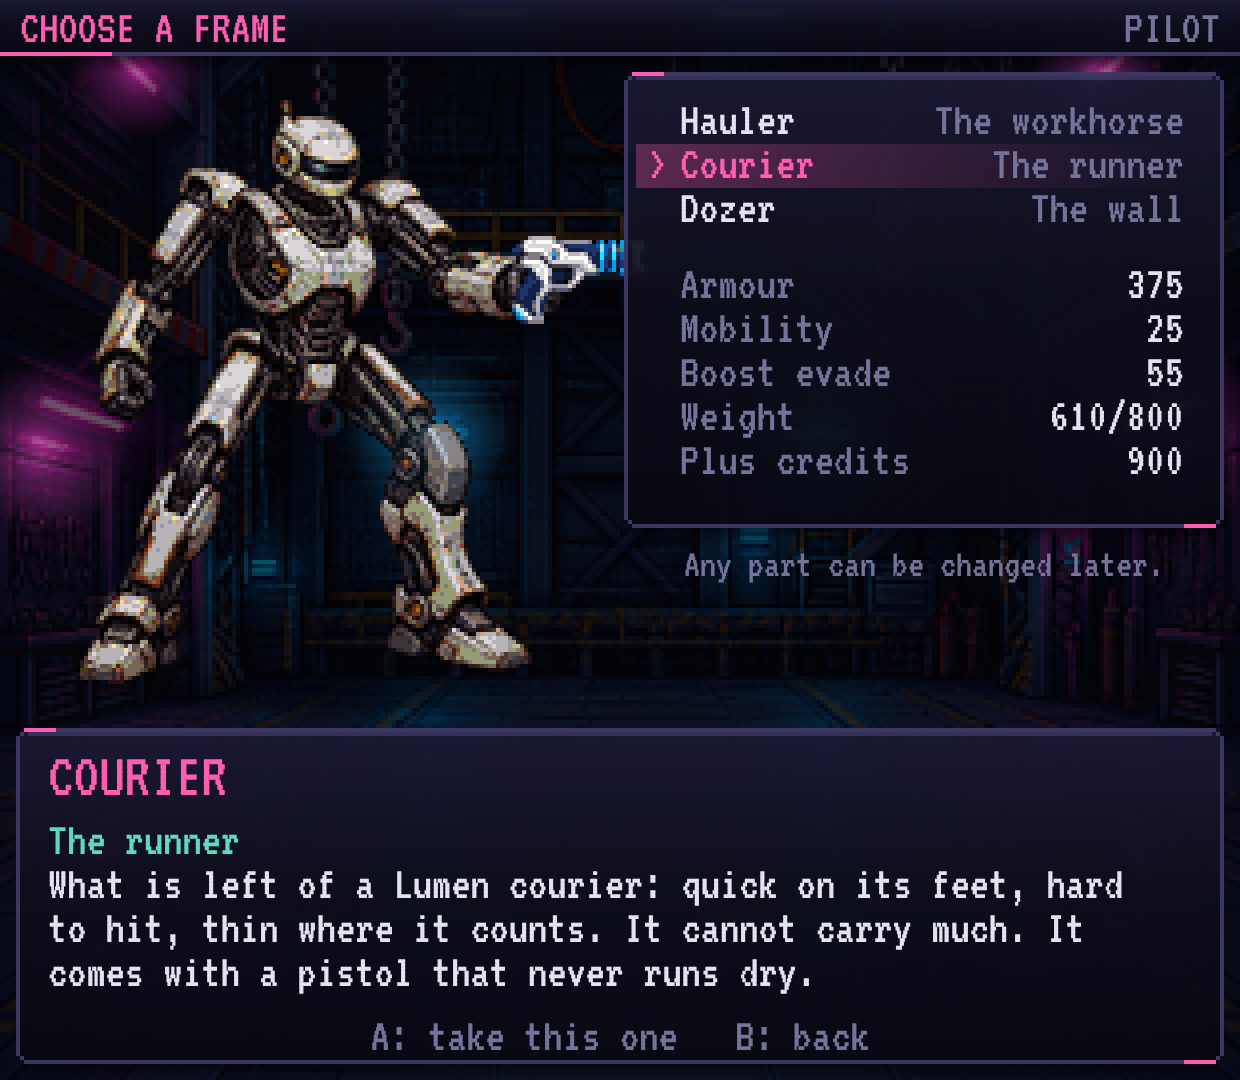 CHOOSE A FRAME PILOT
Hauler The workhorse
> Courier The runner
Dozer The wall
Armour 375
Mobility 25
Boost evade 55
Weight 610/800
Plus credits 900
Any part can be changed later.
COURIER
The runner
What is left of a Lumen courier: quick on its feet, hard
to hit, thin where it counts. It cannot carry much. It
comes with a pistol that never runs dry.
A: take this one B: back